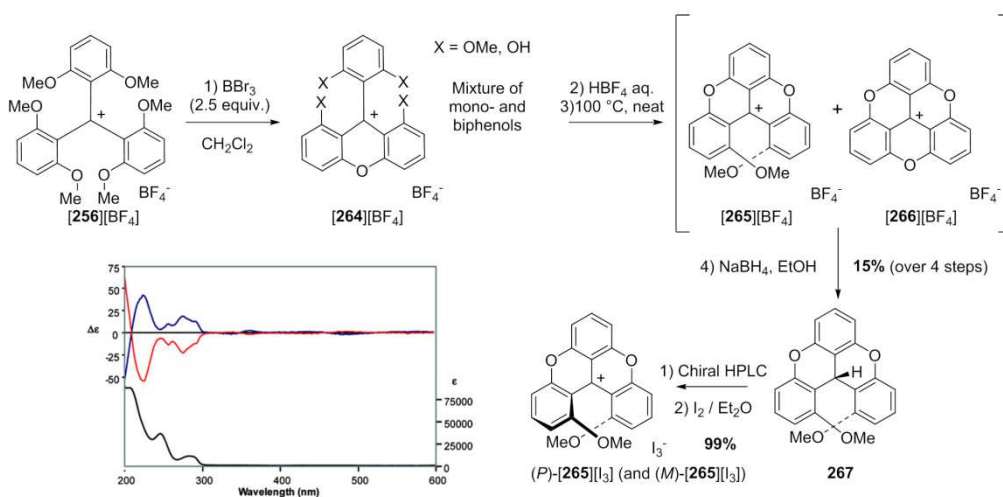 OMe
OMe
MeO
OMe
O
Me
O
Me
+
BF₄⁻
[256][BF₄]
1) BBr₃
(2.5 equiv.)
CH₂Cl₂
X = OMe, OH
X
X
X
X
+
O
BF₄⁻
[264][BF₄]
Mixture of
mono- and
biphenols
2) HBF₄ aq.
3)100 °C, neat
O
O
+
MeO
OMe
BF₄⁻
[265][BF₄]
+
O
O
+
O
BF₄⁻
[266][BF₄]
4) NaBH₄, EtOH
15% (over 4 steps)
O
O
H
MeO
OMe
267
1) Chiral HPLC
2) I₂ / Et₂O
99%
O
O
+
MeO
OMe
I₃⁻
(P)-[265][I₃] (and (M)-[265][I₃])
75
50
25
0
-25
-50
Δε
ε
75000
50000
25000
0
200 300 400 500 600
Wavelength (nm)